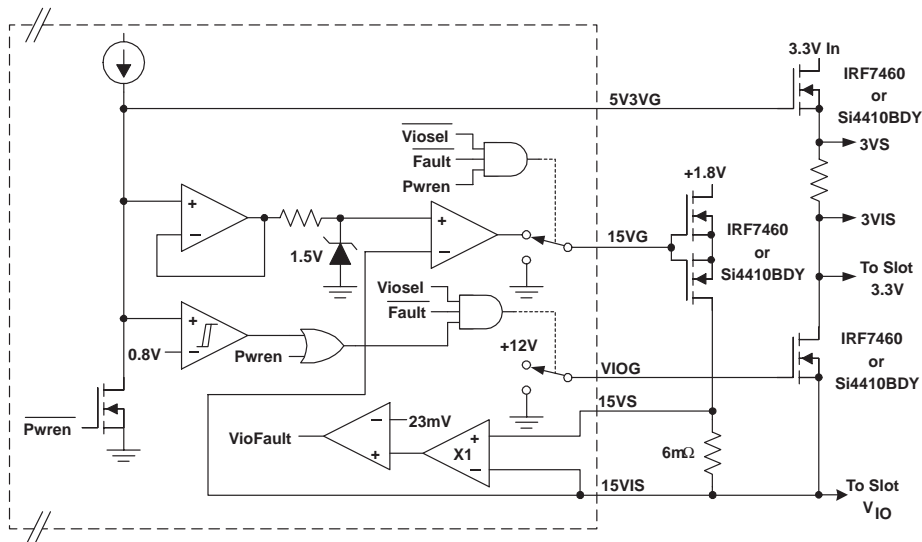 3.3V In
IRF7460
or
Si4410BDY
5V3VG
3VS
Viosel
Fault
Pwren
+1.8V
3VIS
IRF7460
or
Si4410BDY
15VG
1.5V
To Slot
3.3V
Viosel
Fault
+12V
IRF7460
or
Si4410BDY
0.8V
Pwren
VIOG
15VS
Pwren
23mV
VioFault
X1
6mΩ
15VIS
To Slot
VIO